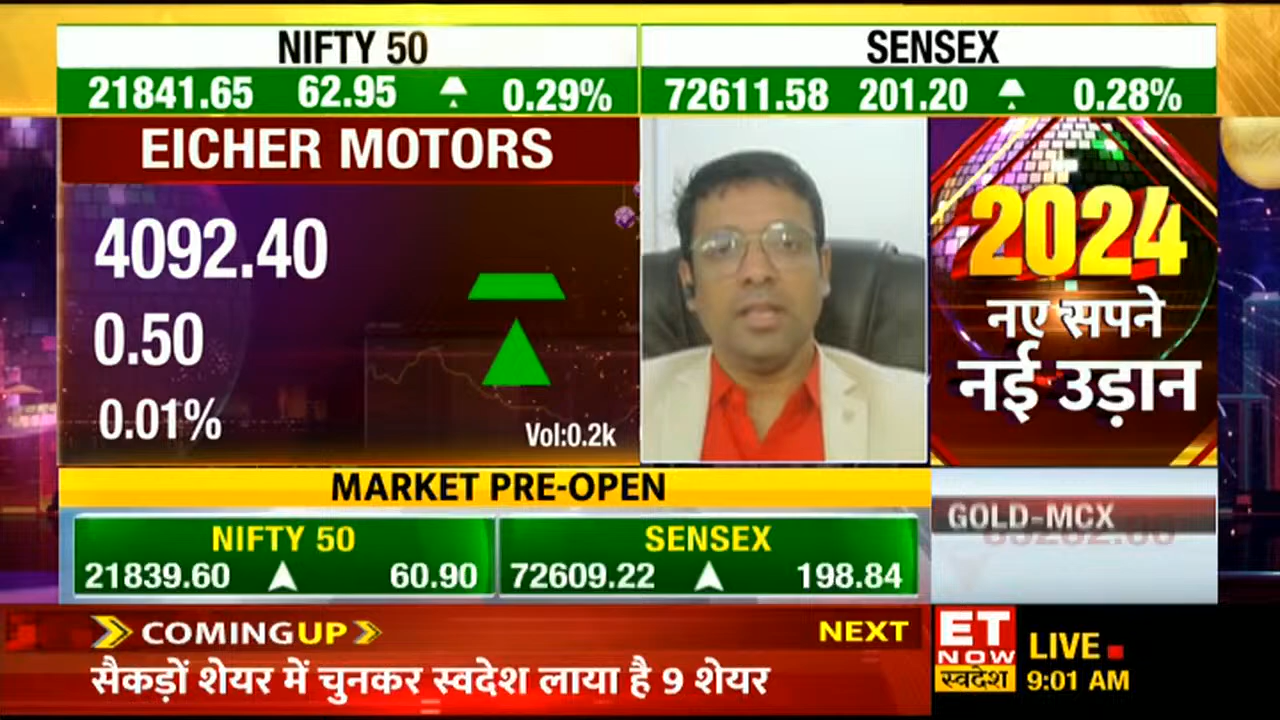 NIFTY 50
21841.65 62.95 0.29%
SENSEX
72611.58 201.20 0.28%
EICHER MOTORS
4092.40
0.50
0.01%
Vol:0.2k
2024
नए सपने
नई उड़ान
MARKET PRE-OPEN
NIFTY 50
21839.60 60.90
SENSEX
72609.22 198.84
GOLD-MCX
COMING UP
NEXT
सैकड़ों शेयर में चुनकर स्वदेश लाया है 9 शेयर
ET
NOW
स्वदेश
LIVE
9:01 AM